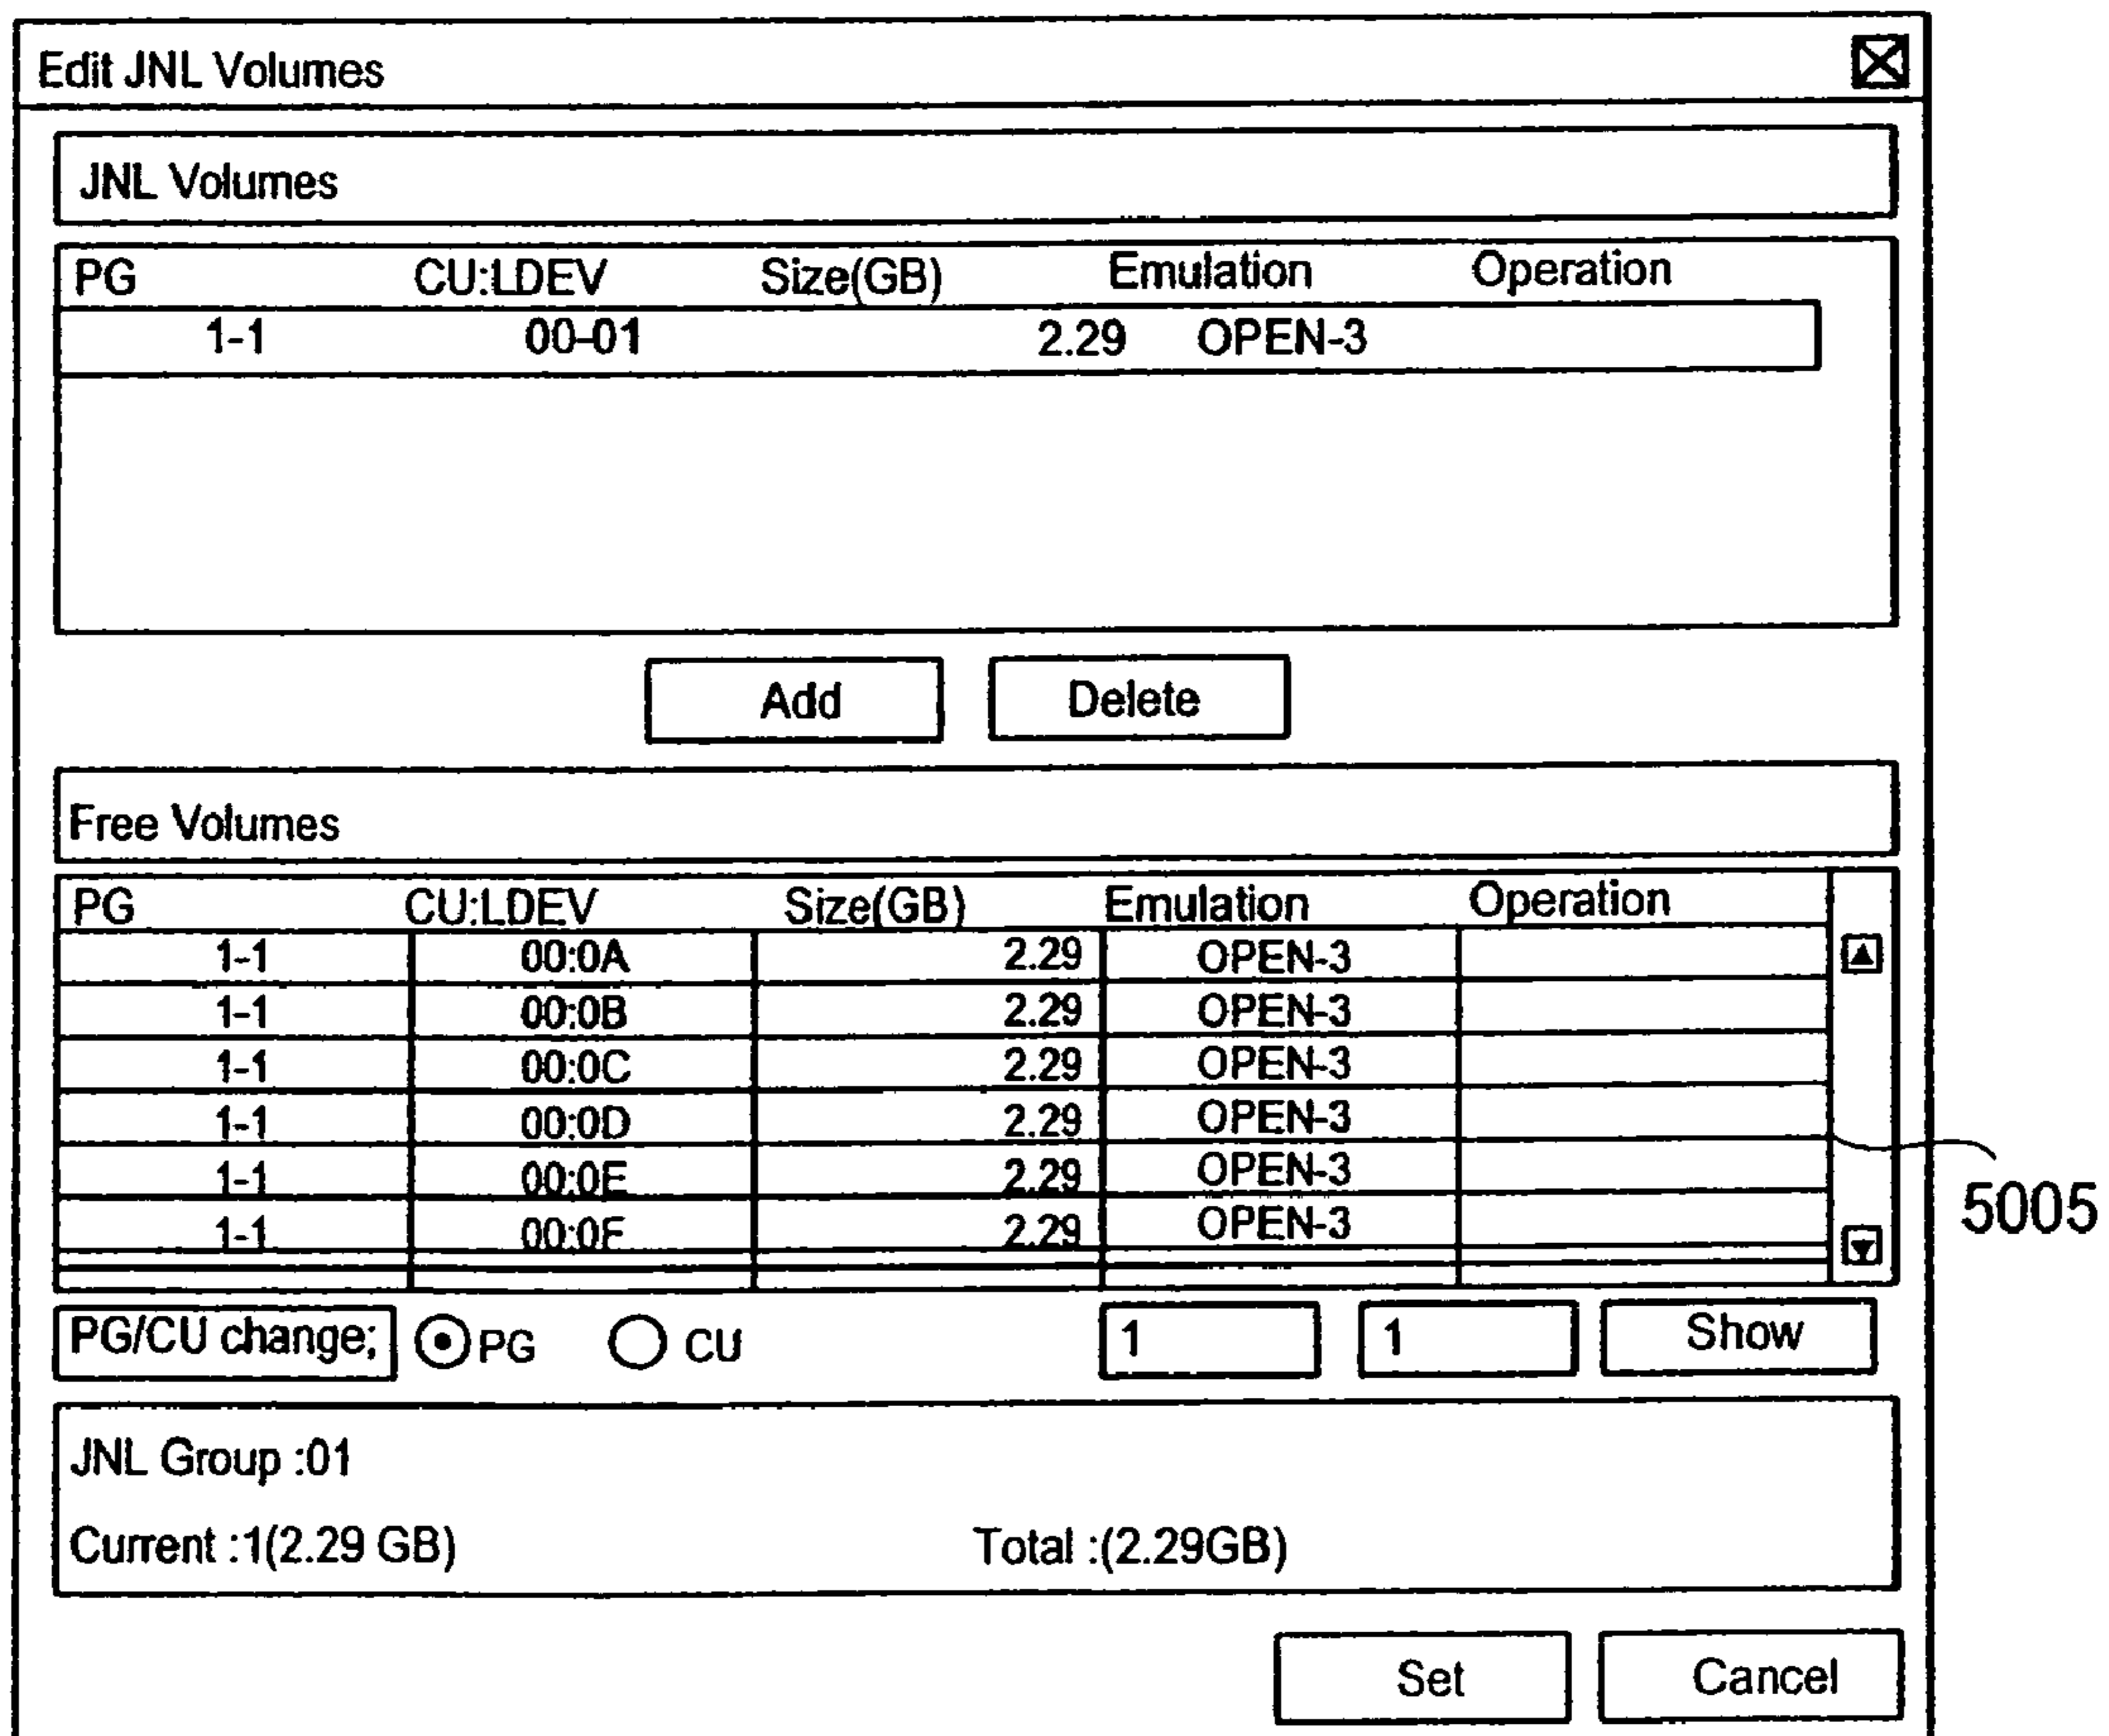 Edit JNL Volumes
JNL Volumes
PG CU:LDEV Size(GB) Emulation Operation
1-1 00-01 2.29 OPEN-3
Add Delete
Free Volumes
PG CU:LDEV Size(GB) Emulation Operation
1-1 00:0A 2.29 OPEN-3
1-1 00:0B 2.29 OPEN-3
1-1 00:0C 2.29 OPEN-3
1-1 00:0D 2.29 OPEN-3
1-1 00:0E 2.29 OPEN-3
1-1 00:0F 2.29 OPEN-3
5005
PG/CU change; PG CU 1 1 Show
JNL Group :01
Current :1(2.29 GB) Total :(2.29GB)
Set Cancel